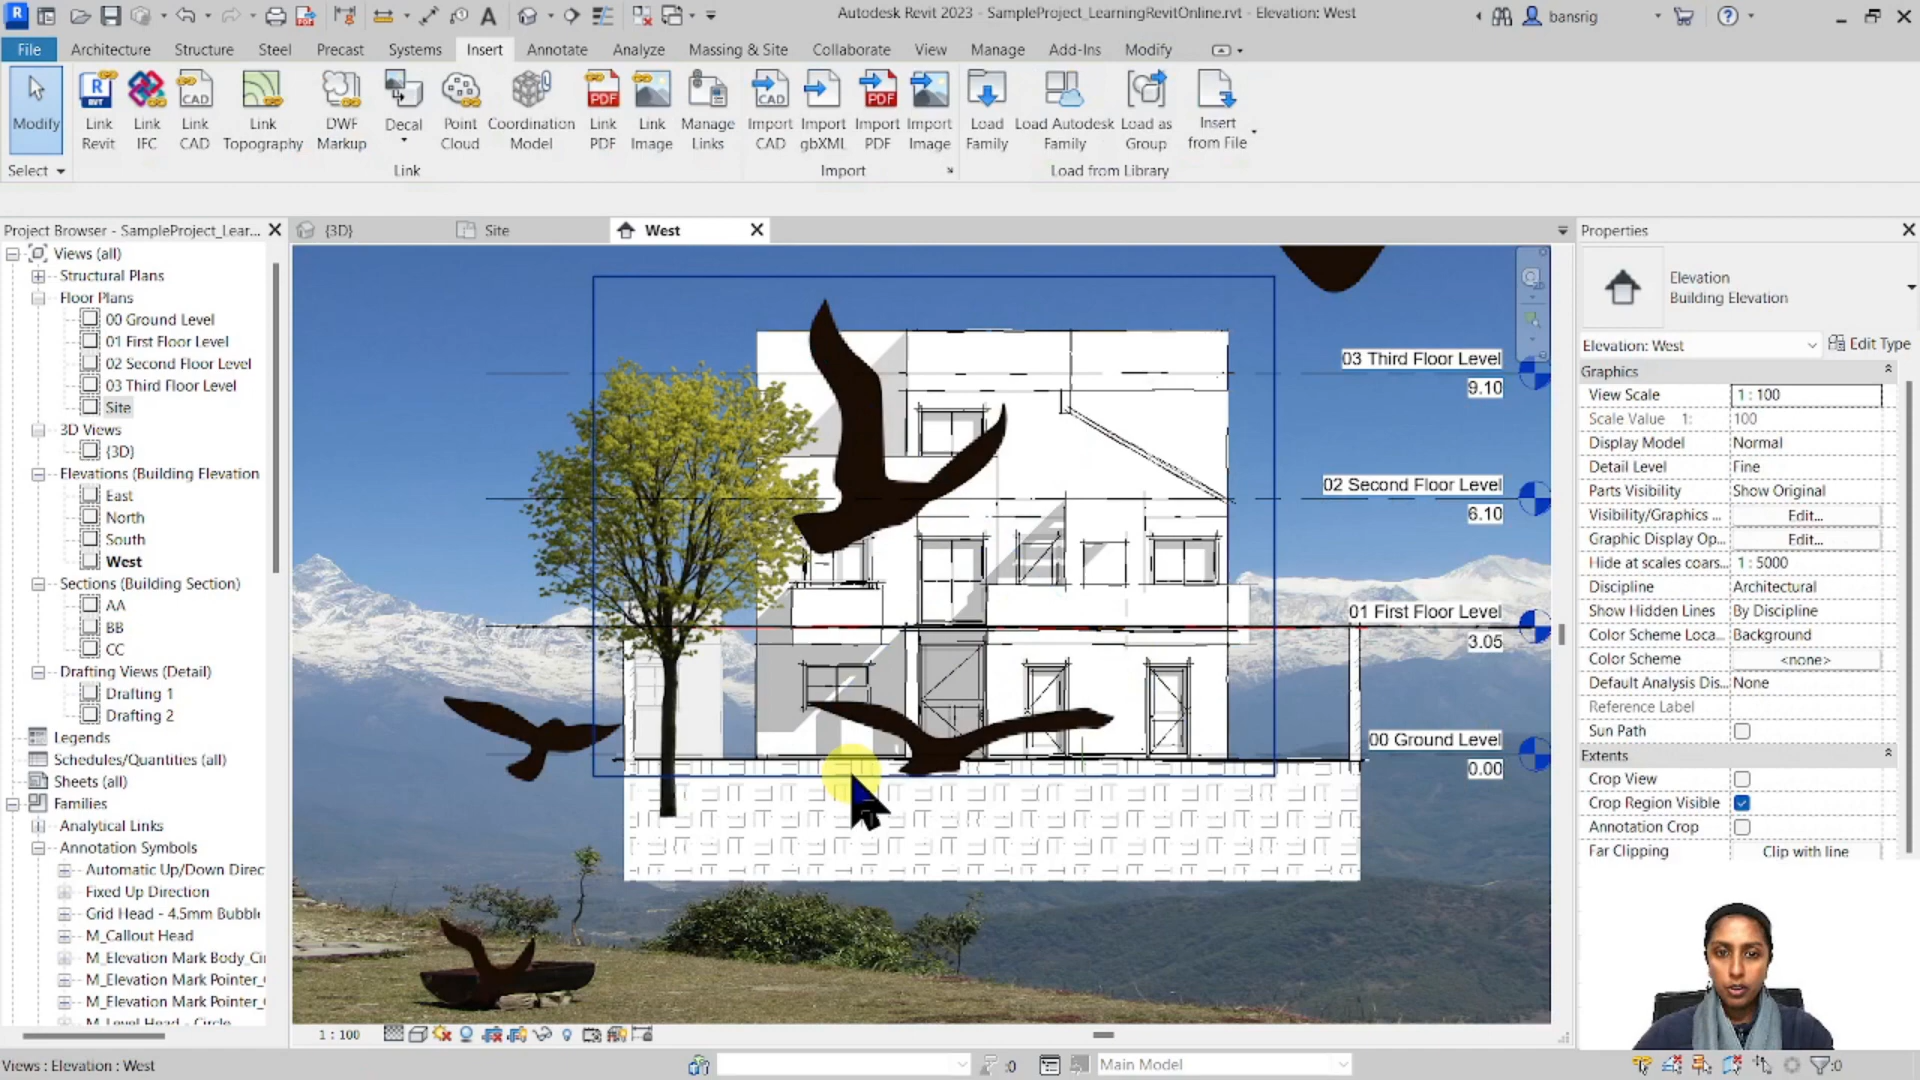 Autodesk Revit 2023 - SampleProject_LearningRevitOnline.rvt - Elevation: West
bansrig
File Architecture Structure Steel Precast Systems Insert Annotate Analyze Massing & Site Collaborate View Manage Add-Ins Modify
Modify
Link Revit
Link IFC
Link CAD
Link Topography
DWF Markup
Decal
Point Cloud
Coordination Model
Link PDF
Link Image
Manage Links
Import CAD
Import gbXML
Import PDF
Import Image
Load Family
Load Autodesk Family
Load as Group
Insert from File
Select Link Import Load from Library
Project Browser - SampleProject_Lear...
{3D}
Site
West
Properties
Views (all)
Structural Plans
Floor Plans
00 Ground Level
01 First Floor Level
02 Second Floor Level
03 Third Floor Level
Site
3D Views
{3D}
Elevations (Building Elevation
East
North
South
West
Sections (Building Section)
AA
BB
CC
Drafting Views (Detail)
Drafting 1
Drafting 2
Legends
Schedules/Quantities (all)
Sheets (all)
Families
Analytical Links
Annotation Symbols
Automatic Up/Down Direc
Fixed Up Direction
Grid Head - 4.5mm Bubbl
M_Callout Head
M_Elevation Mark Body_Ci
M_Elevation Mark Pointer_
M_Elevation Mark Pointer_
M_Level Head - Circle
03 Third Floor Level
9.10
02 Second Floor Level
6.10
01 First Floor Level
3.05
00 Ground Level
0.00
Elevation
Building Elevation
Elevation: West Edit Type
Graphics
View Scale 1 : 100
Scale Value 1: 100
Display Model Normal
Detail Level Fine
Parts Visibility Show Original
Visibility/Graphics ... Edit...
Graphic Display Op... Edit...
Hide at scales coars... 1 : 5000
Discipline Architectural
Show Hidden Lines By Discipline
Color Scheme Loca... Background
Color Scheme <none>
Default Analysis Dis... None
Reference Label
Sun Path
Extents
Crop View
Crop Region Visible
Annotation Crop
Far Clipping Clip with line
1 : 100
Views : Elevation : West
:0
Main Model
:0